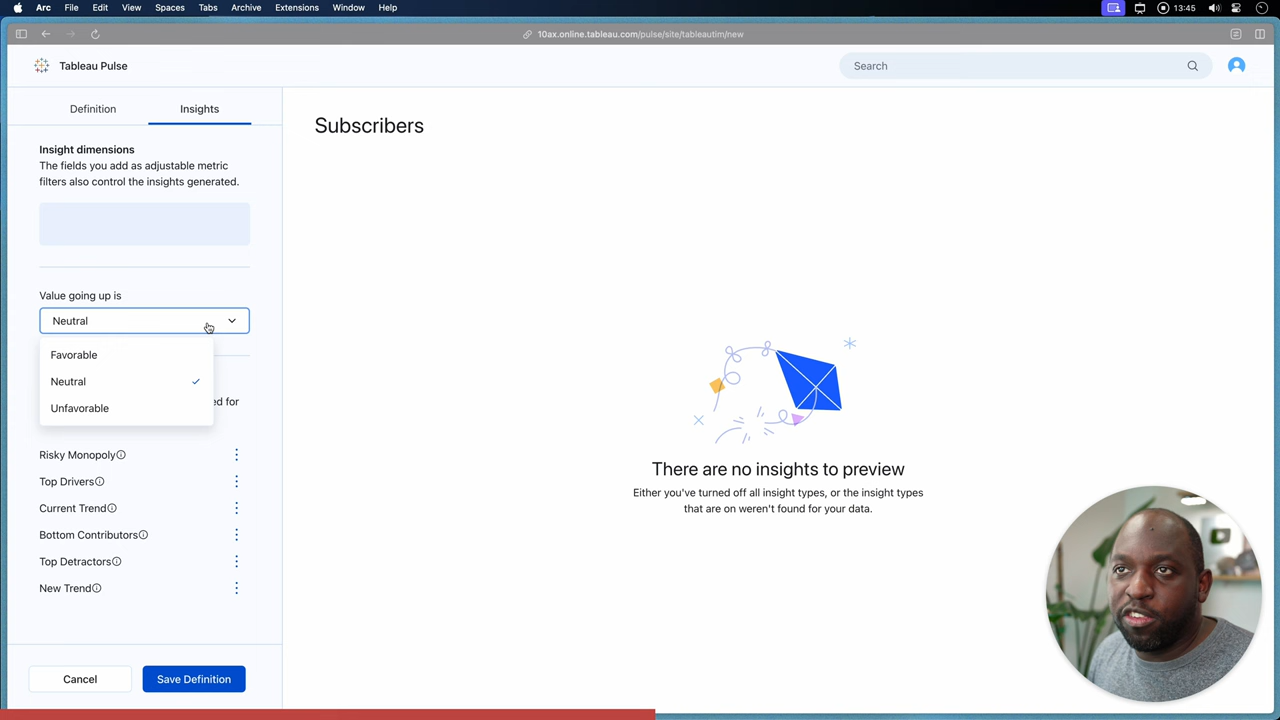 Arc File Edit View Spaces Tabs Archive Extensions Window Help 13:45
10ax.online.tableau.com/pulse/site/tableautim/new
Tableau Pulse
Search
Definition
Insights
Subscribers
Insight dimensions
The fields you add as adjustable metric
filters also control the insights generated.
Value going up is
Neutral
Favorable
Neutral
Unfavorable
ed for
Risky Monopoly
Top Drivers
Current Trend
Bottom Contributors
Top Detractors
New Trend
There are no insights to preview
Either you've turned off all insight types, or the insight types
that are on weren't found for your data.
Cancel
Save Definition